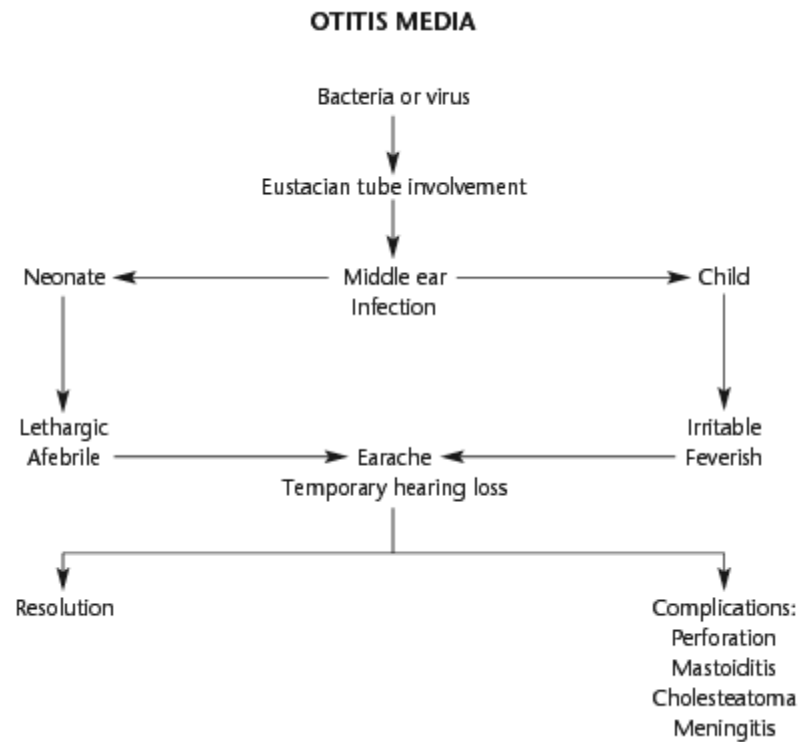 OTITIS MEDIA
Bacteria or virus
Eustacian tube involvement
Neonate
Middle ear
Infection
Child
Lethargic
Afebrile
Earache
Temporary hearing loss
Irritable
Feverish
Resolution
Complications:
Perforation
Mastoiditis
Cholesteatoma
Meningitis